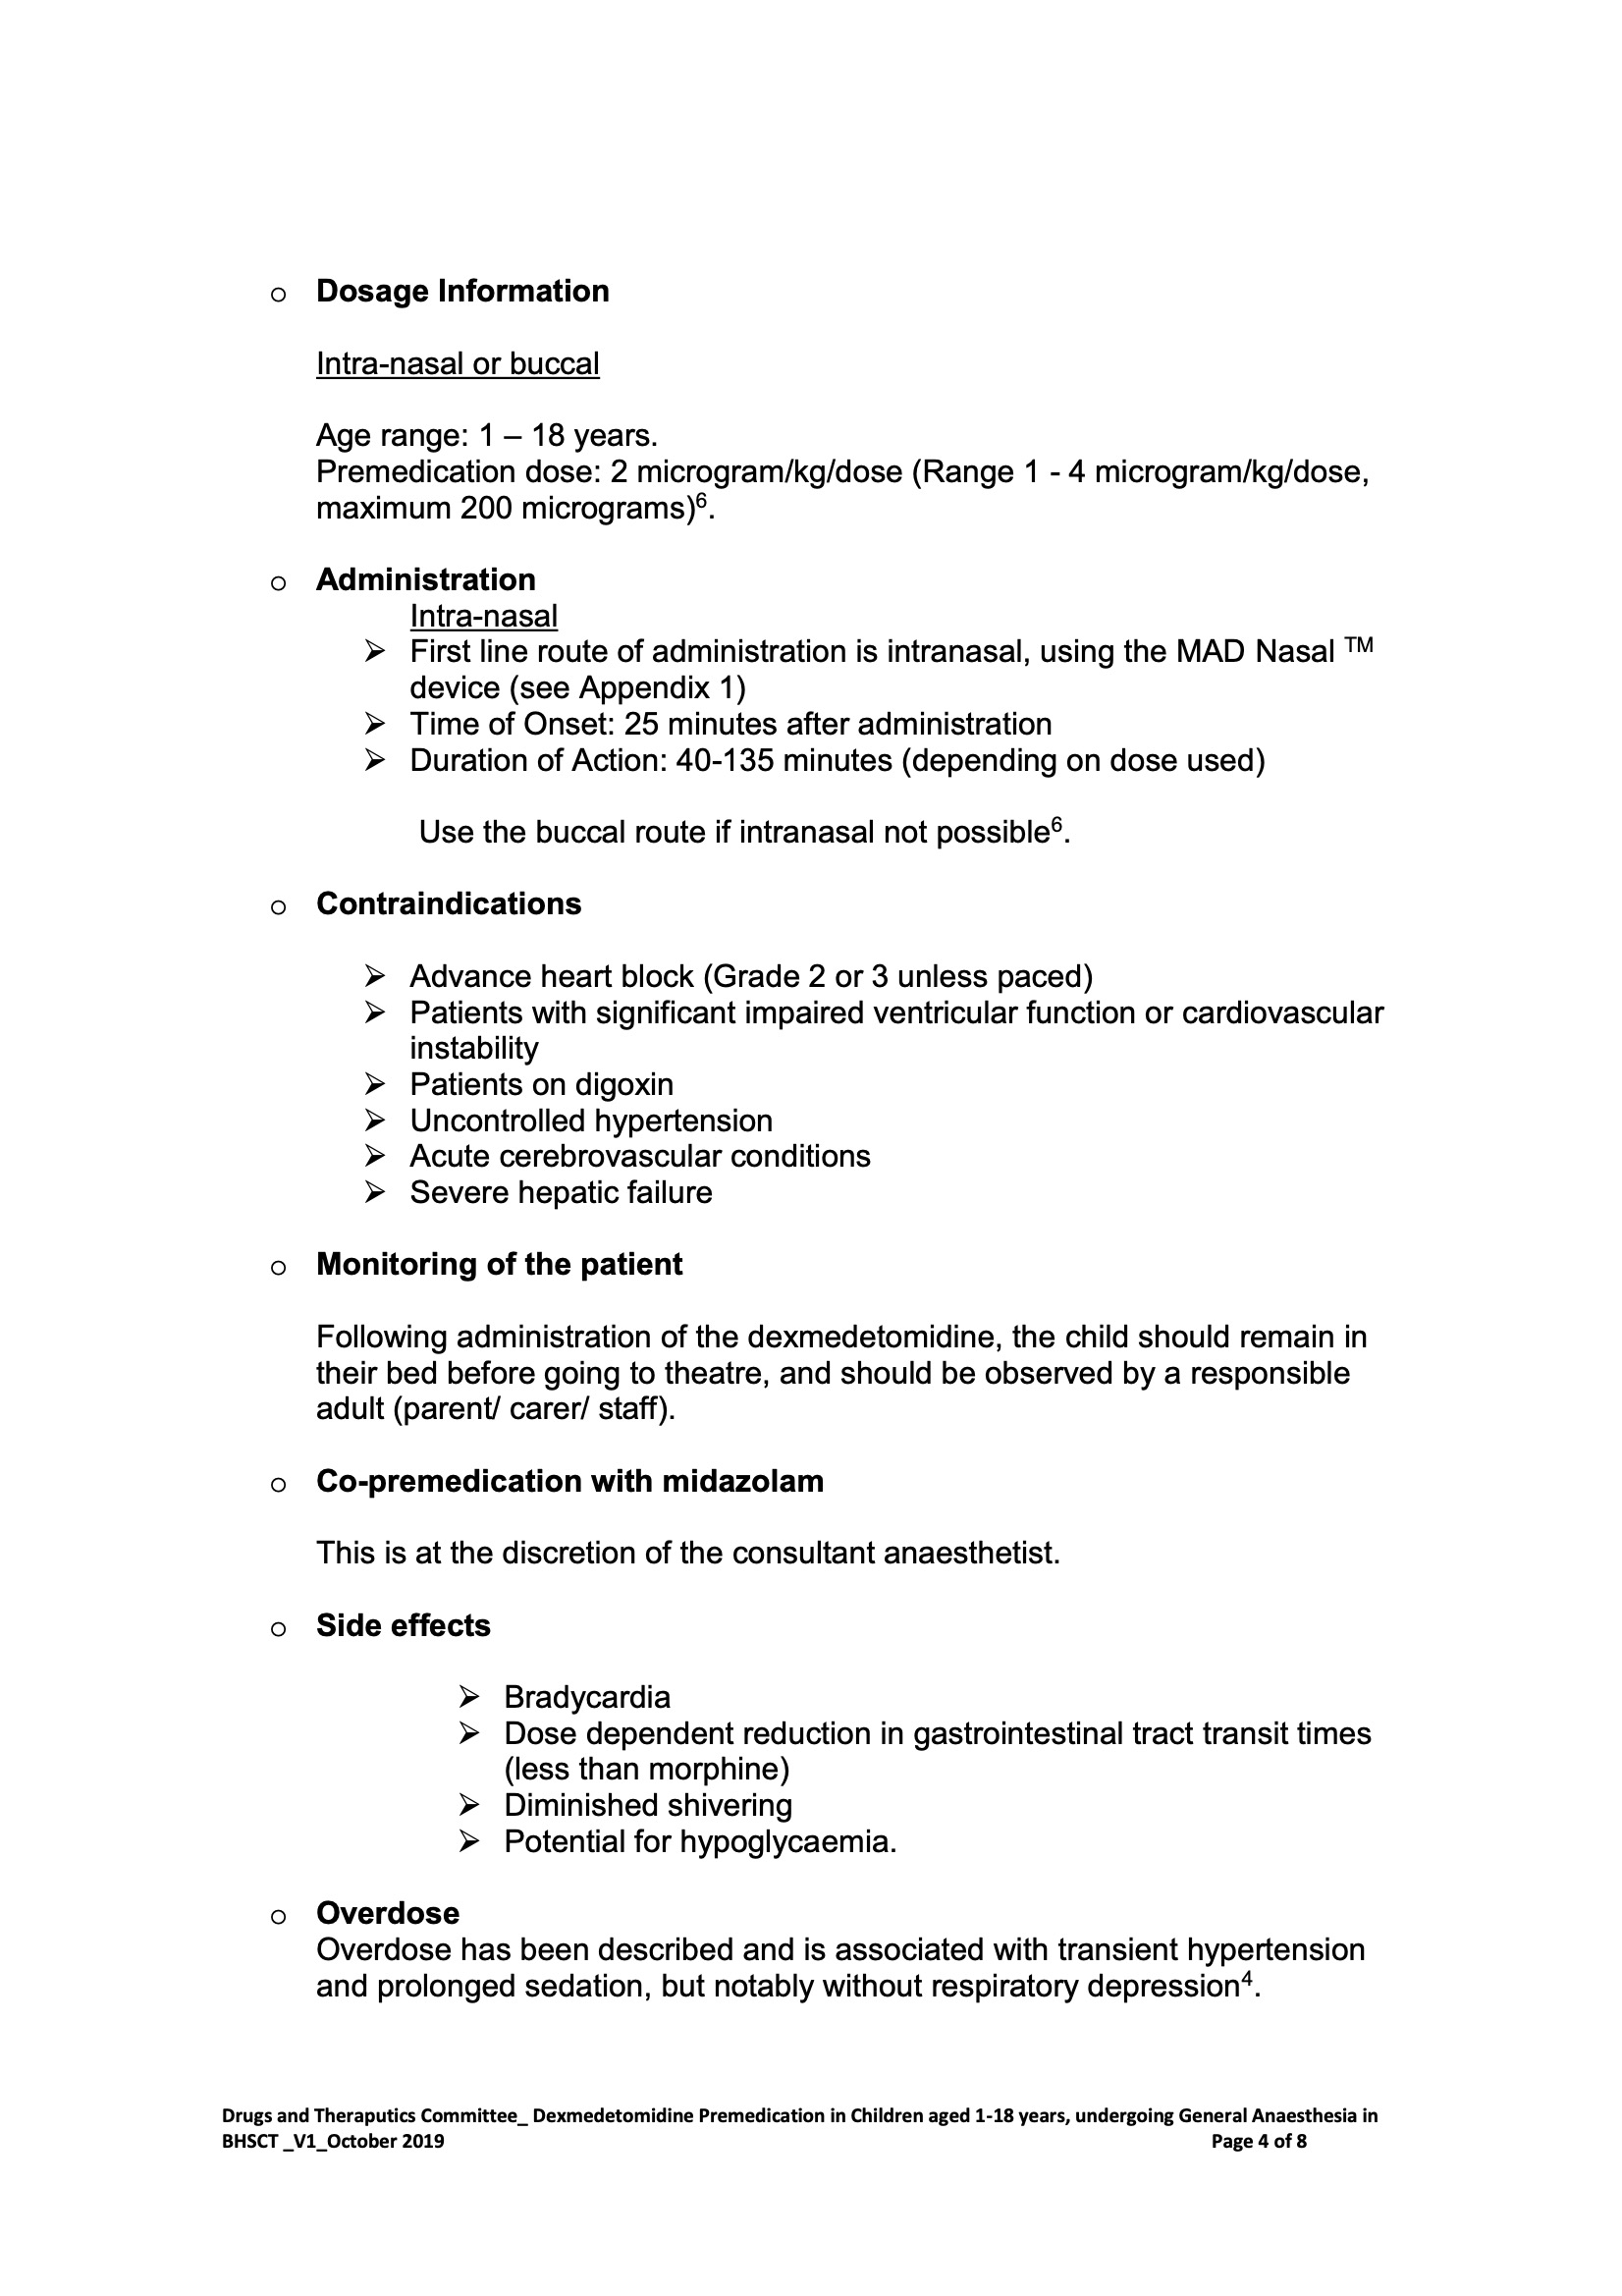 o Dosage Information
Intra-nasal or buccal
Age range: 1 – 18 years.
Premedication dose: 2 microgram/kg/dose (Range 1 - 4 microgram/kg/dose,
maximum 200 micrograms)⁶.
o Administration
Intra-nasal
➢ First line route of administration is intranasal, using the MAD Nasal ™
device (see Appendix 1)
➢ Time of Onset: 25 minutes after administration
➢ Duration of Action: 40-135 minutes (depending on dose used)
Use the buccal route if intranasal not possible⁶.
o Contraindications
➢ Advance heart block (Grade 2 or 3 unless paced)
➢ Patients with significant impaired ventricular function or cardiovascular
instability
➢ Patients on digoxin
➢ Uncontrolled hypertension
➢ Acute cerebrovascular conditions
➢ Severe hepatic failure
o Monitoring of the patient
Following administration of the dexmedetomidine, the child should remain in
their bed before going to theatre, and should be observed by a responsible
adult (parent/ carer/ staff).
o Co-premedication with midazolam
This is at the discretion of the consultant anaesthetist.
o Side effects
➢ Bradycardia
➢ Dose dependent reduction in gastrointestinal tract transit times
(less than morphine)
➢ Diminished shivering
➢ Potential for hypoglycaemia.
o Overdose
Overdose has been described and is associated with transient hypertension
and prolonged sedation, but notably without respiratory depression⁴.
Drugs and Theraputics Committee_ Dexmedetomidine Premedication in Children aged 1-18 years, undergoing General Anaesthesia in
BHSCT _V1_October 2019 Page 4 of 8